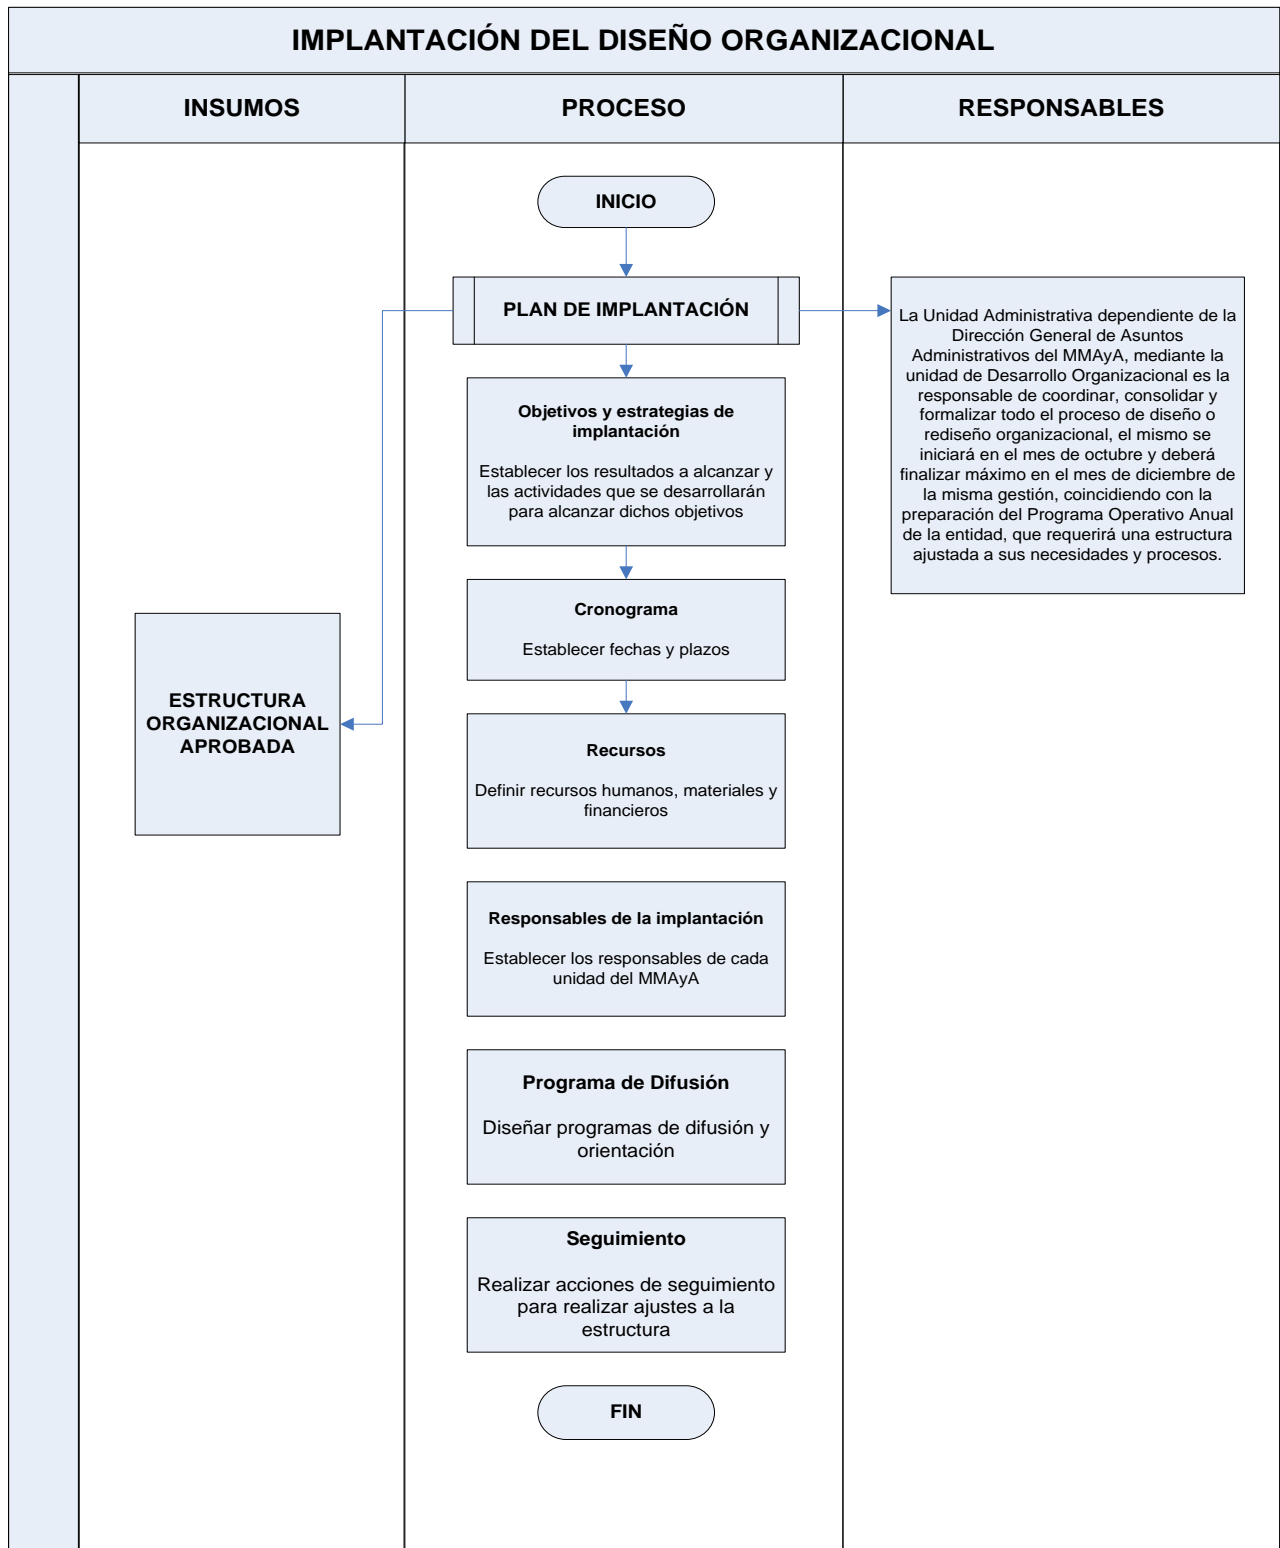 IMPLANTACIÓN DEL DISEÑO ORGANIZACIONAL
INSUMOS
PROCESO
RESPONSABLES
INICIO
PLAN DE IMPLANTACIÓN
La Unidad Administrativa dependiente de la
Dirección General de Asuntos
Administrativos del MMAyA, mediante la
unidad de Desarrollo Organizacional es la
responsable de coordinar, consolidar y
formalizar todo el proceso de diseño o
rediseño organizacional, el mismo se
iniciará en el mes de octubre y deberá
finalizar máximo en el mes de diciembre de
la misma gestión, coincidiendo con la
preparación del Programa Operativo Anual
de la entidad, que requerirá una estructura
ajustada a sus necesidades y procesos.
Objetivos y estrategias de
implantación
Establecer los resultados a alcanzar y
las actividades que se desarrollarán
para alcanzar dichos objetivos
Cronograma
Establecer fechas y plazos
ESTRUCTURA
ORGANIZACIONAL
APROBADA
Recursos
Definir recursos humanos, materiales y
financieros
Responsables de la implantación
Establecer los responsables de cada
unidad del MMAyA
Programa de Difusión
Diseñar programas de difusión y
orientación
Seguimiento
Realizar acciones de seguimiento
para realizar ajustes a la
estructura
FIN